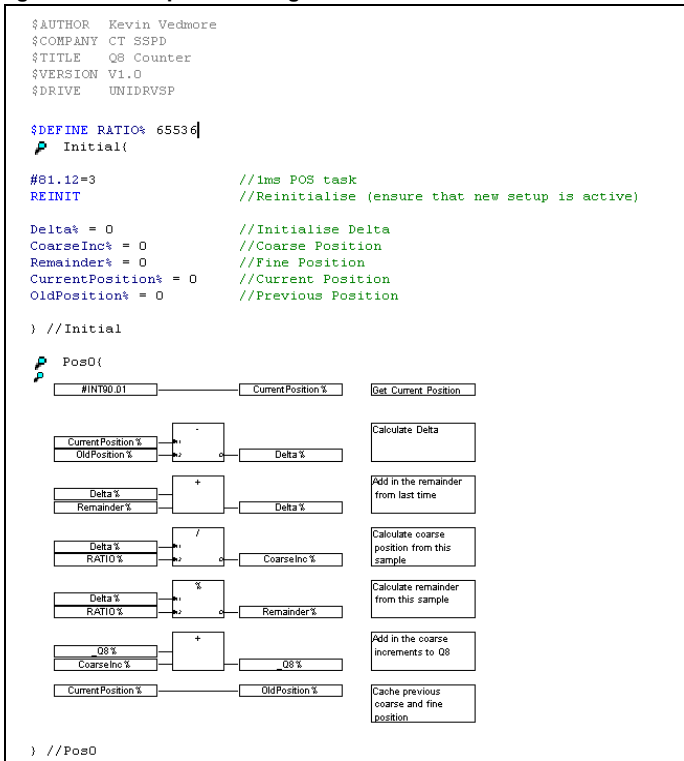 $AUTHOR Kevin Vedmore
$COMPANY CT SSPD
$TITLE Q8 Counter
$VERSION V1.0
$DRIVE UNIDRVSP
$DEFINE RATIO% 65536
Initial{
#81.12=3 //1ms POS task
REINIT //Reinitialise (ensure that new setup is active)
Delta% = 0 //Initialise Delta
CoarseInc% = 0 //Coarse Position
Remainder% = 0 //Fine Position
CurrentPosition% = 0 //Current Position
OldPosition% = 0 //Previous Position
} //Initial
Pos0{
#INT90.01 CurrentPosition% Get Current Position
-
CurrentPosition%
OldPosition% Delta%
Calculate Delta
+
Delta%
Remainder% Delta%
Add in the remainder
from last time
/
Delta%
RATIO% CoarseInc%
Calculate coarse
position from this
sample
%
Delta%
RATIO% Remainder%
Calculate remainder
from this sample
+
_Q8%
CoarseInc% _Q8%
Add in the coarse
increments to Q8
CurrentPosition% OldPosition%
Cache previous
coarse and fine
position
} //Pos0